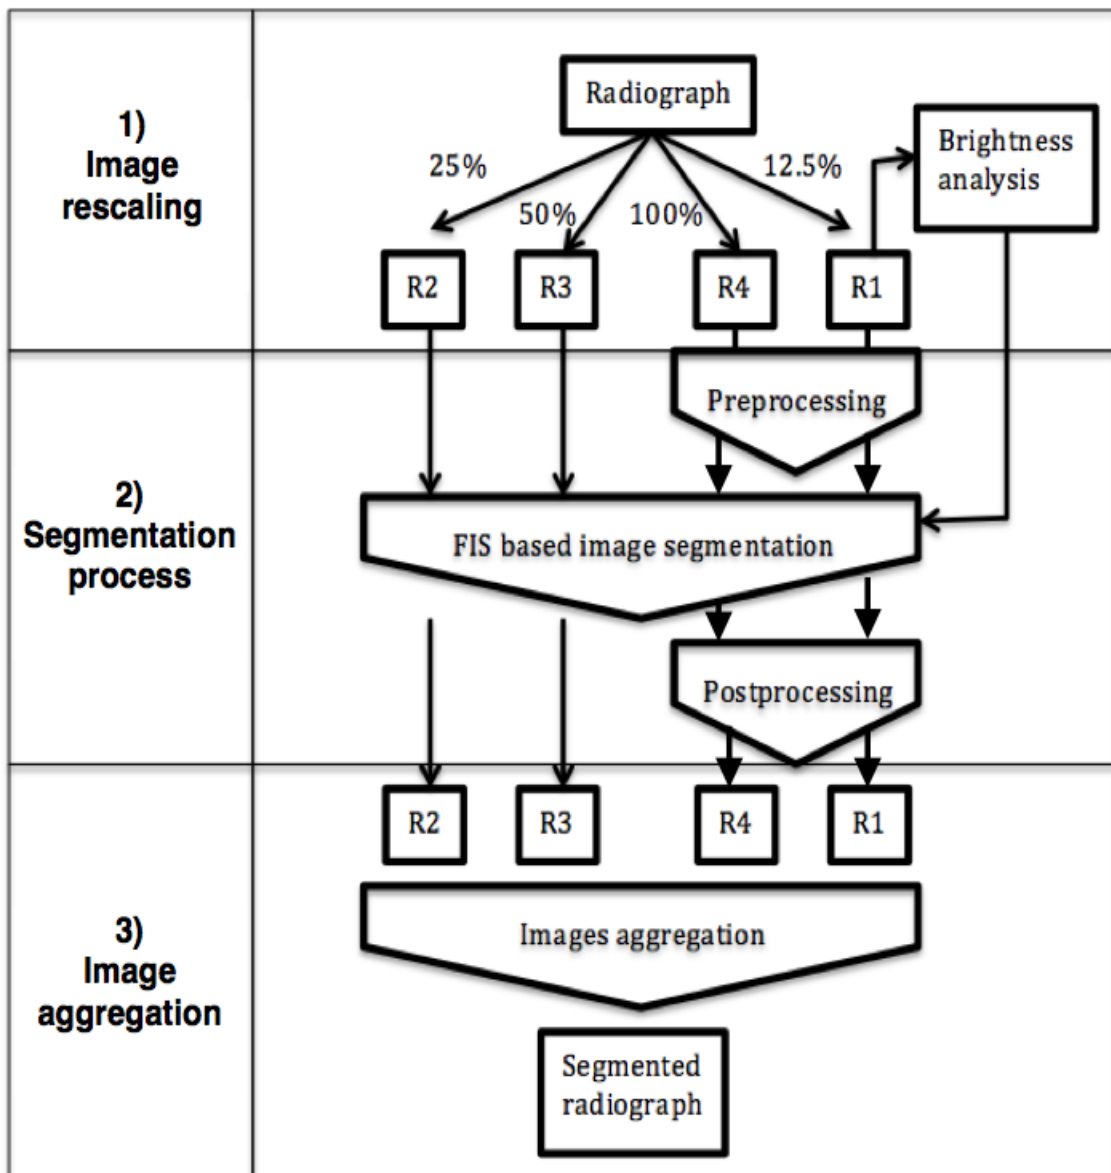 1)
Image
rescaling
Radiograph
Brightness
analysis
25%
12.5%
50%
100%
R2
R3
R4
R1
2)
Segmentation
process
Preprocessing
FIS based image segmentation
Postprocessing
3)
Image
aggregation
R2
R3
R4
R1
Images aggregation
Segmented
radiograph